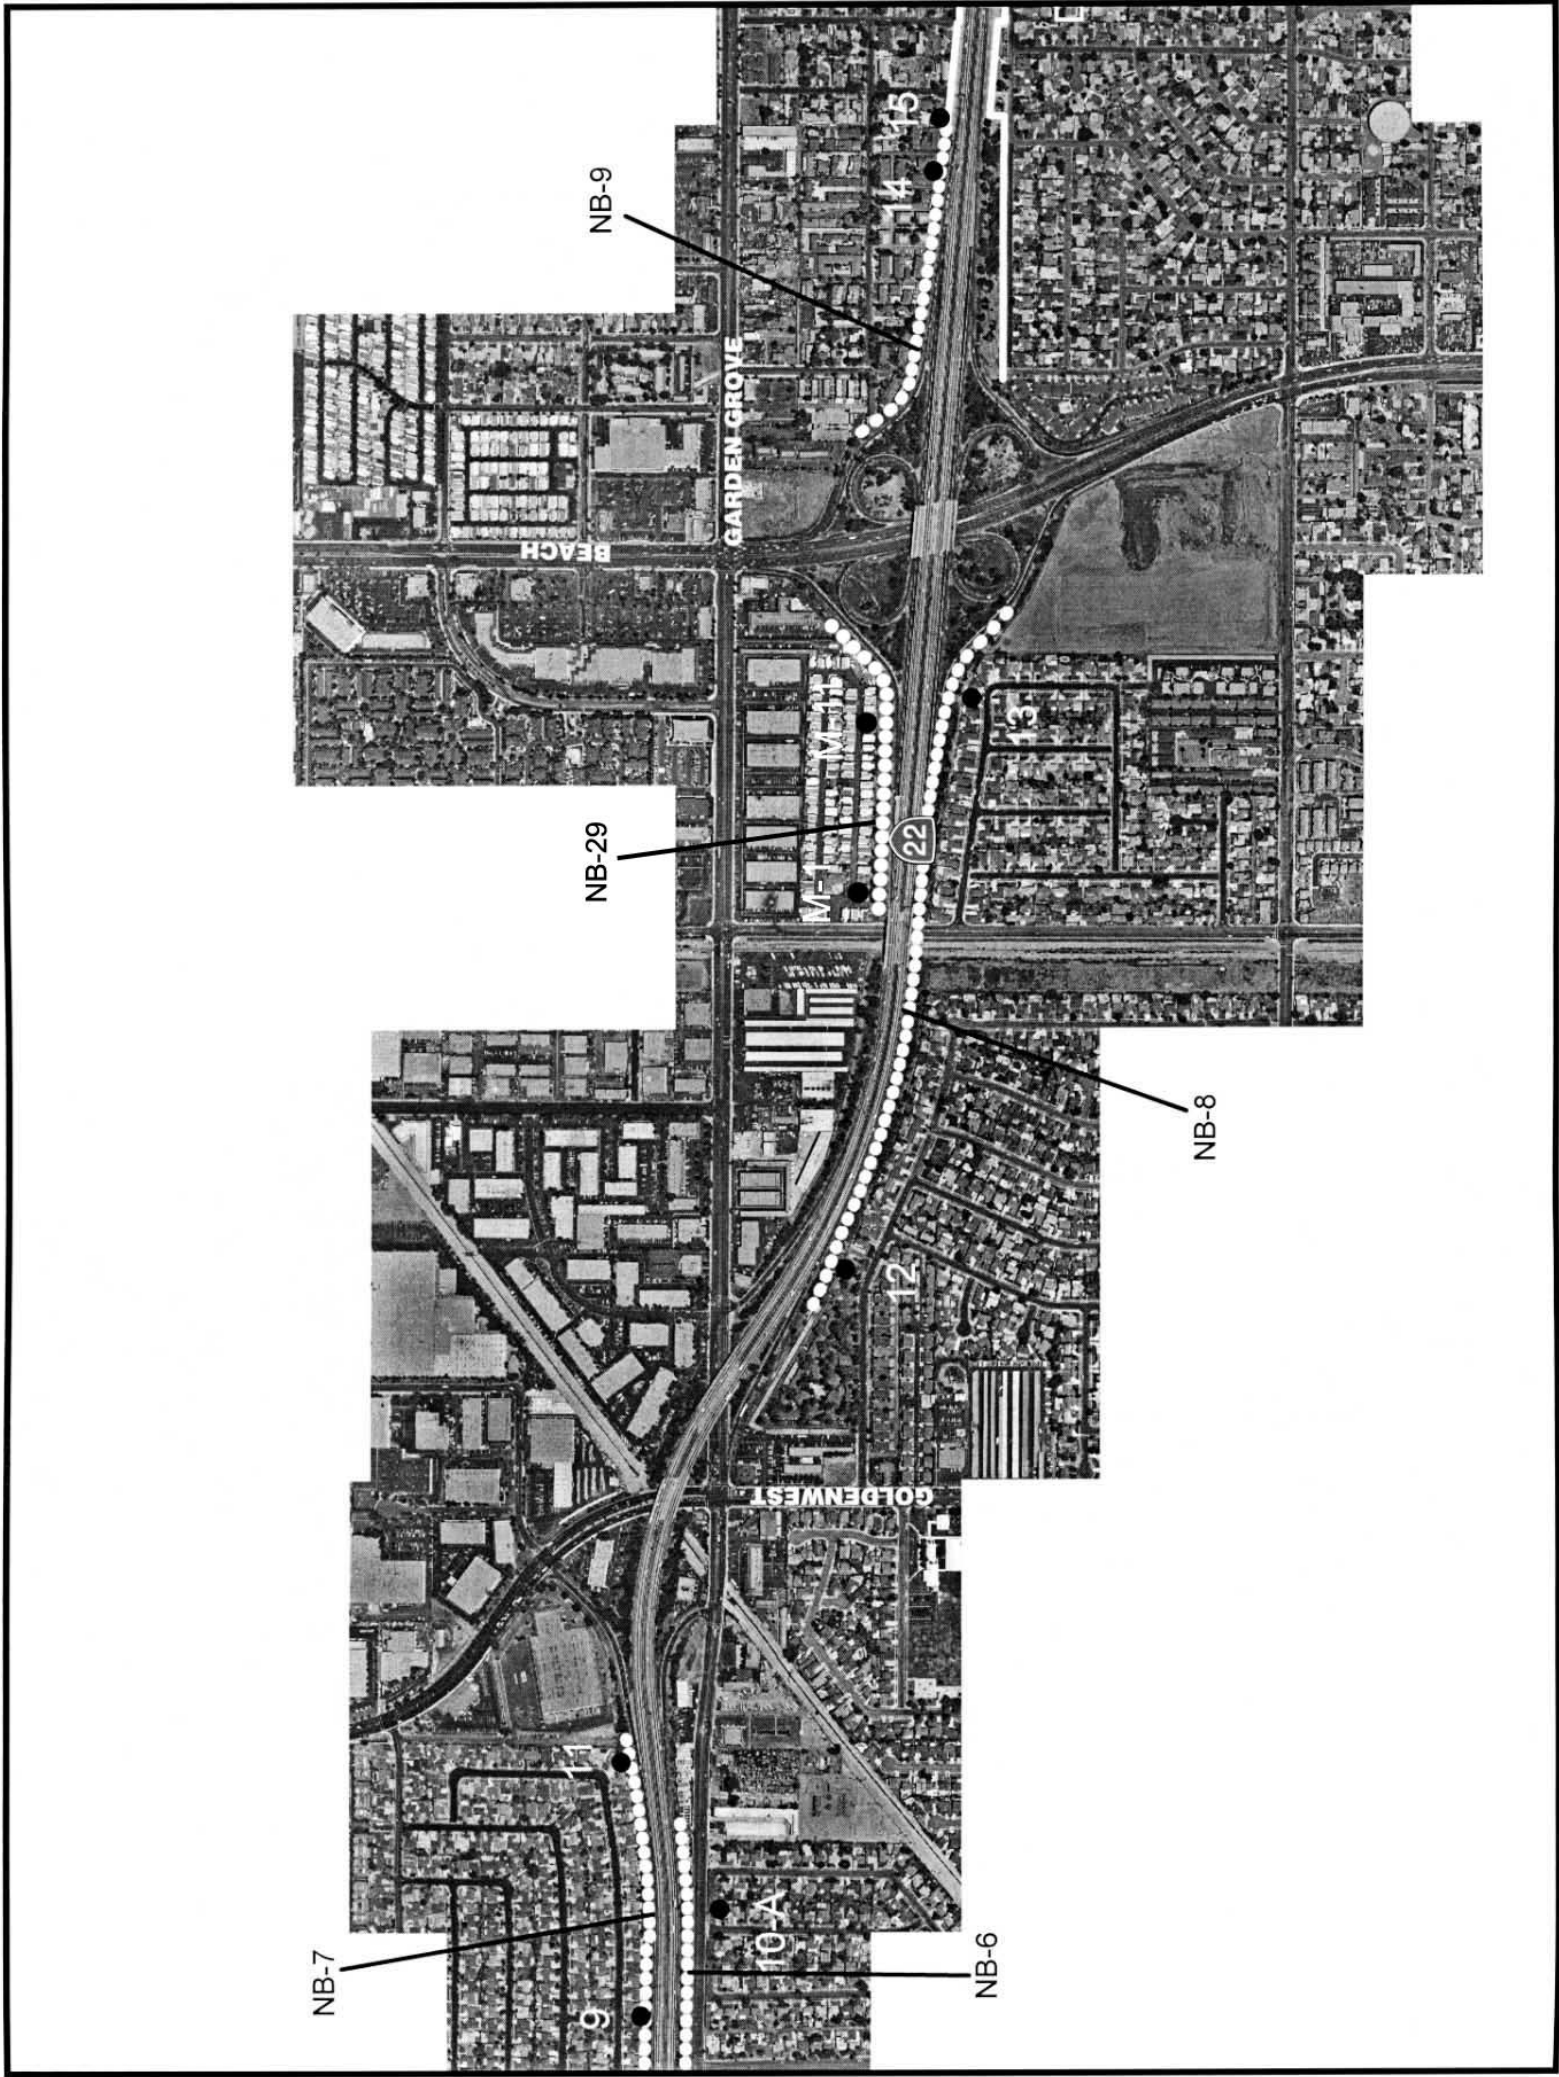 NB-7
9
11
10-A
NB-6
GOLDENWEST
12
NB-8
NB-29
M-1
M-11
22
13
BEACH
GARDEN GROVE
NB-9
14
15